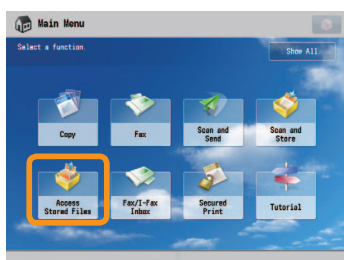 Main Menu
Select a function.
Show All
Copy
Fax
Scan and
Send
Scan and
Store
Access
Stored Files
Fax/I-Fax
Inbox
Secured
Print
Tutorial